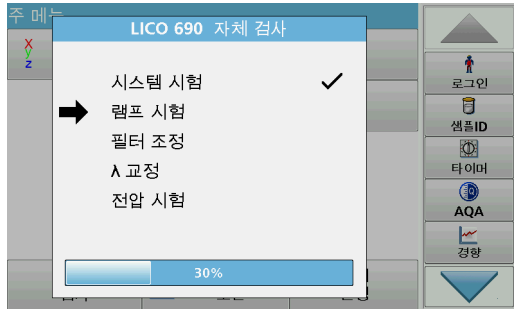 주 메
LICO 690 자체 검사
X
y
z
시스템 시험
램프 시험
필터 조정
λ 교정
전압 시험
30%
로그인
샘플ID
타이머
AQA
경향